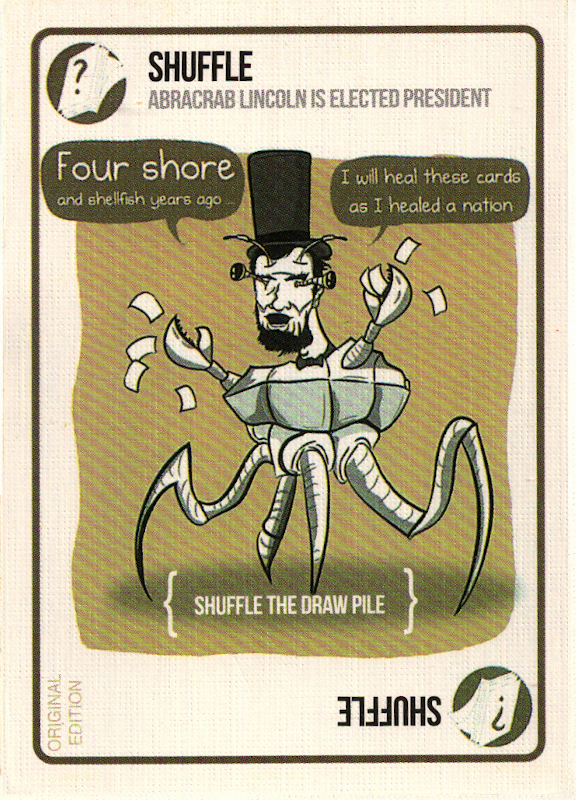 ?
SHUFFLE
ABRACRAB LINCOLN IS ELECTED PRESIDENT
Four shore
and shellfish years ago ...
I will heal these cards
as I healed a nation
{ SHUFFLE THE DRAW PILE }
ORIGINAL
EDITION
SHUFFLE
?